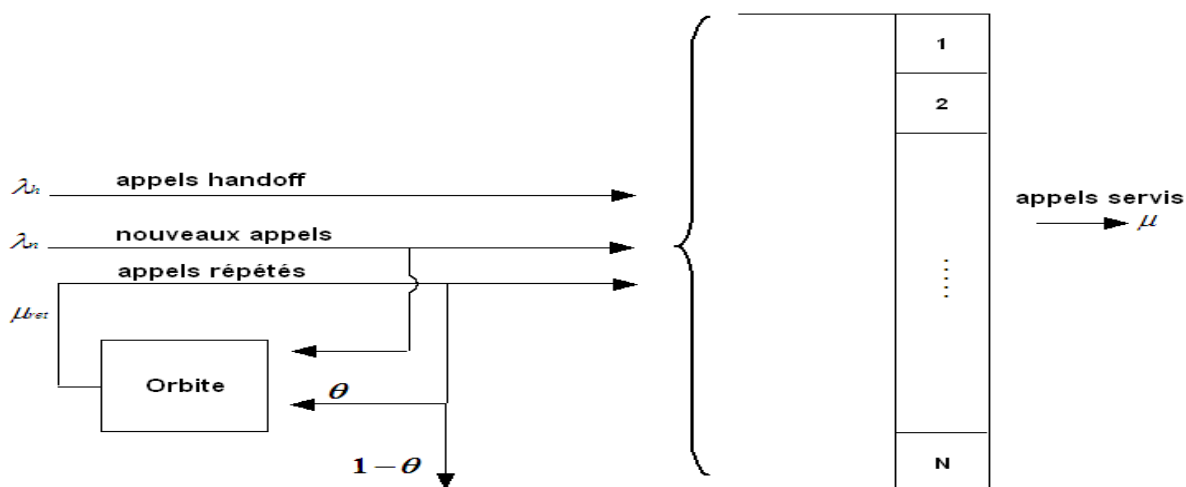 1
2
λh appels handoff
λn nouveaux appels
appels répétés
μret
Orbite
θ
1-θ
appels servis
μ
N